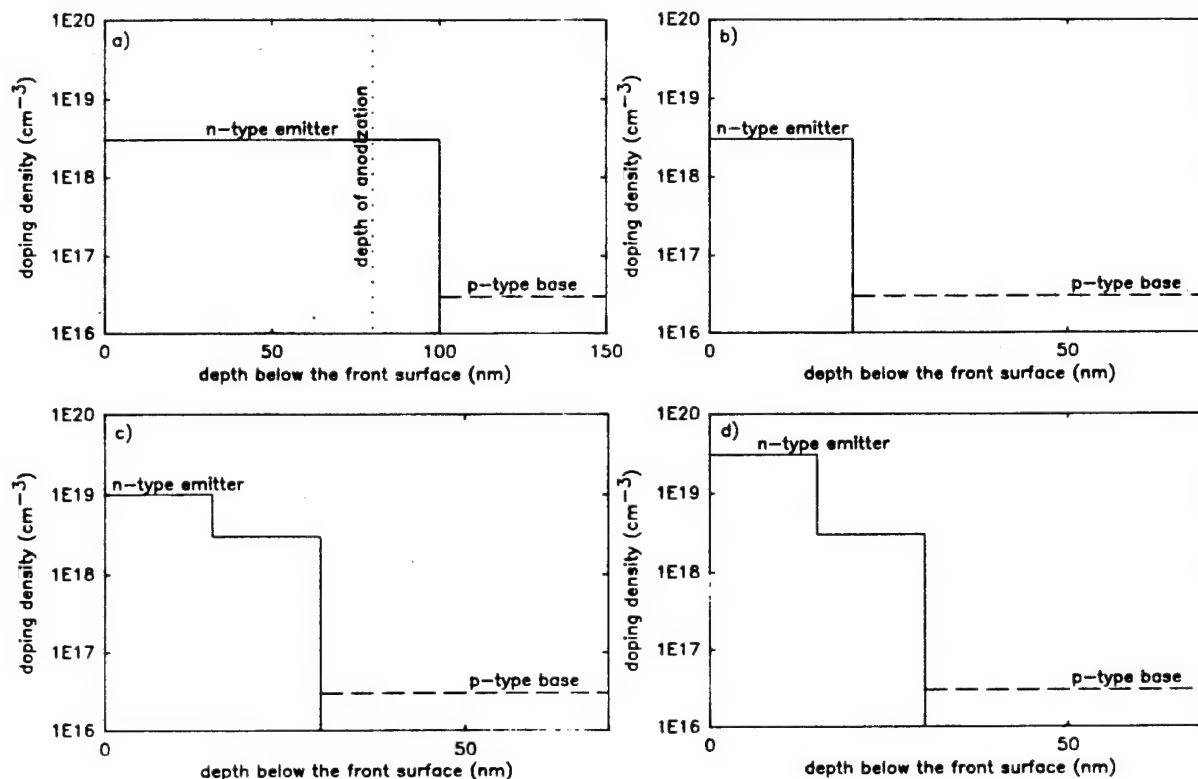 a)
doping density (cm⁻³)
1E20
1E19
1E18
1E17
1E16
n-type emitter
depth of anodization
p-type base
0
50
100
150
depth below the front surface (nm)
b)
doping density (cm⁻³)
1E20
1E19
1E18
1E17
1E16
n-type emitter
p-type base
0
50
depth below the front surface (nm)
c)
doping density (cm⁻³)
1E20
1E19
1E18
1E17
1E16
n-type emitter
p-type base
0
50
depth below the front surface (nm)
d)
doping density (cm⁻³)
1E20
1E19
1E18
1E17
1E16
n-type emitter
p-type base
0
50
depth below the front surface (nm)